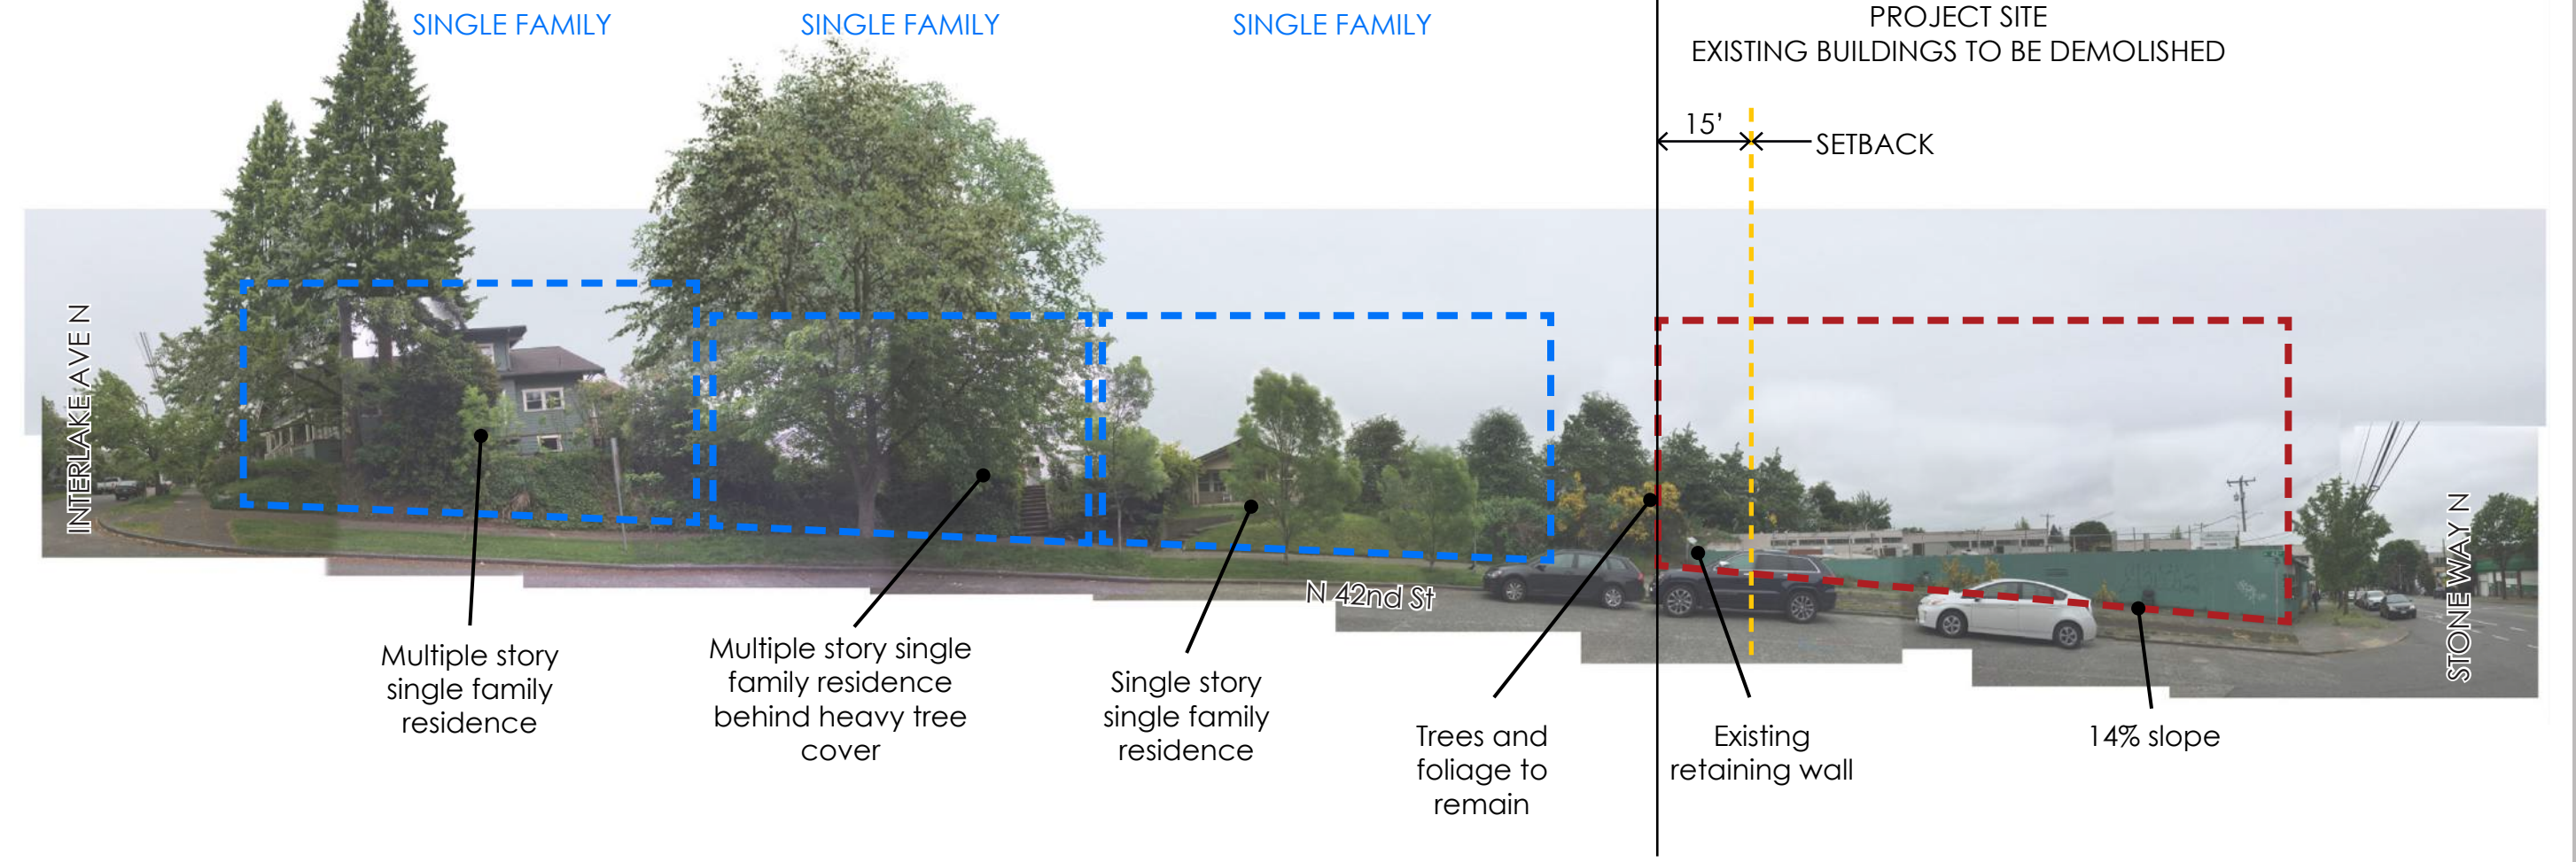 SINGLE FAMILY
SINGLE FAMILY
SINGLE FAMILY
PROJECT SITE
EXISTING BUILDINGS TO BE DEMOLISHED
15’
SETBACK
INTERLAKE AVE N
N 42nd St
STONE WAY N
Multiple story
single family
residence
Multiple story single
family residence
behind heavy tree
cover
Single story
single family
residence
Trees and
foliage to
remain
Existing
retaining wall
14% slope